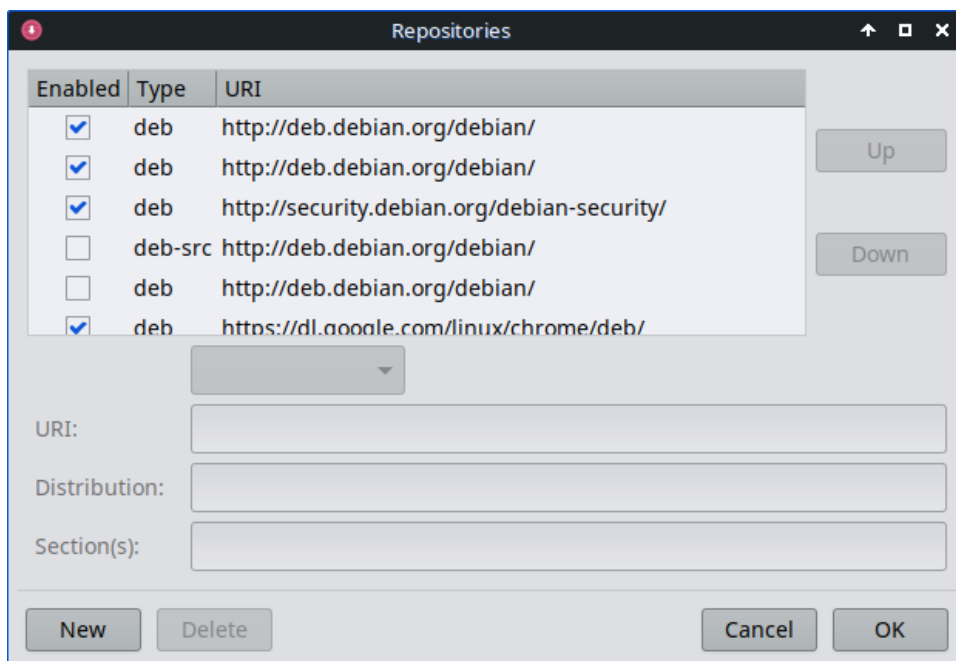 Repositories
Enabled Type URI
deb http://deb.debian.org/debian/
deb http://deb.debian.org/debian/
Up
deb http://security.debian.org/debian-security/
deb-src http://deb.debian.org/debian/
Down
deb http://deb.debian.org/debian/
deb https://dl.google.com/linux/chrome/deb/
URI:
Distribution:
Section(s):
New Delete Cancel OK